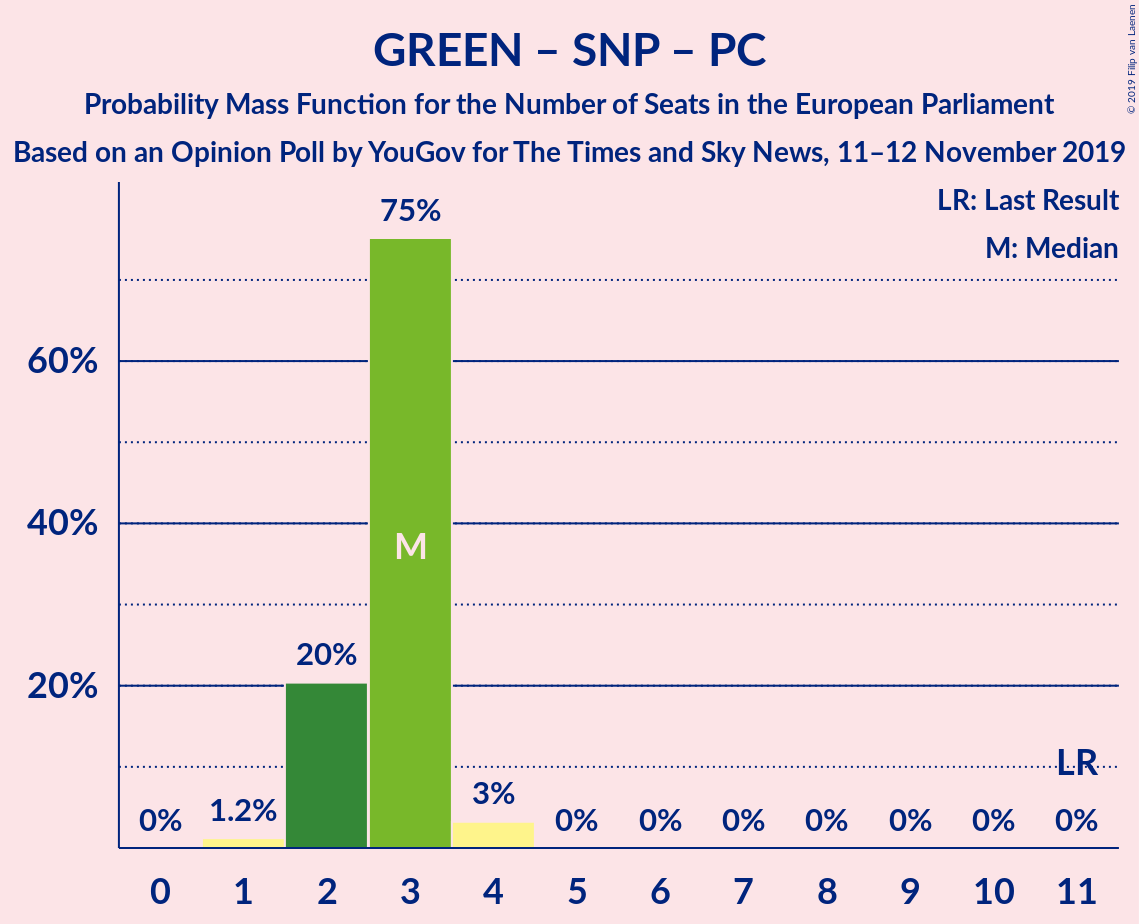 GREEN – SNP – PC
Probability Mass Function for the Number of Seats in the European Parliament
Based on an Opinion Poll by YouGov for The Times and Sky News, 11–12 November 2019
© 2019 Filip van Laenen
LR: Last Result
M: Median
75%
60%
40%
M
20%
20%
LR
0% 1.2% 3% 0% 0% 0% 0% 0% 0% 0%
0 1 2 3 4 5 6 7 8 9 10 11